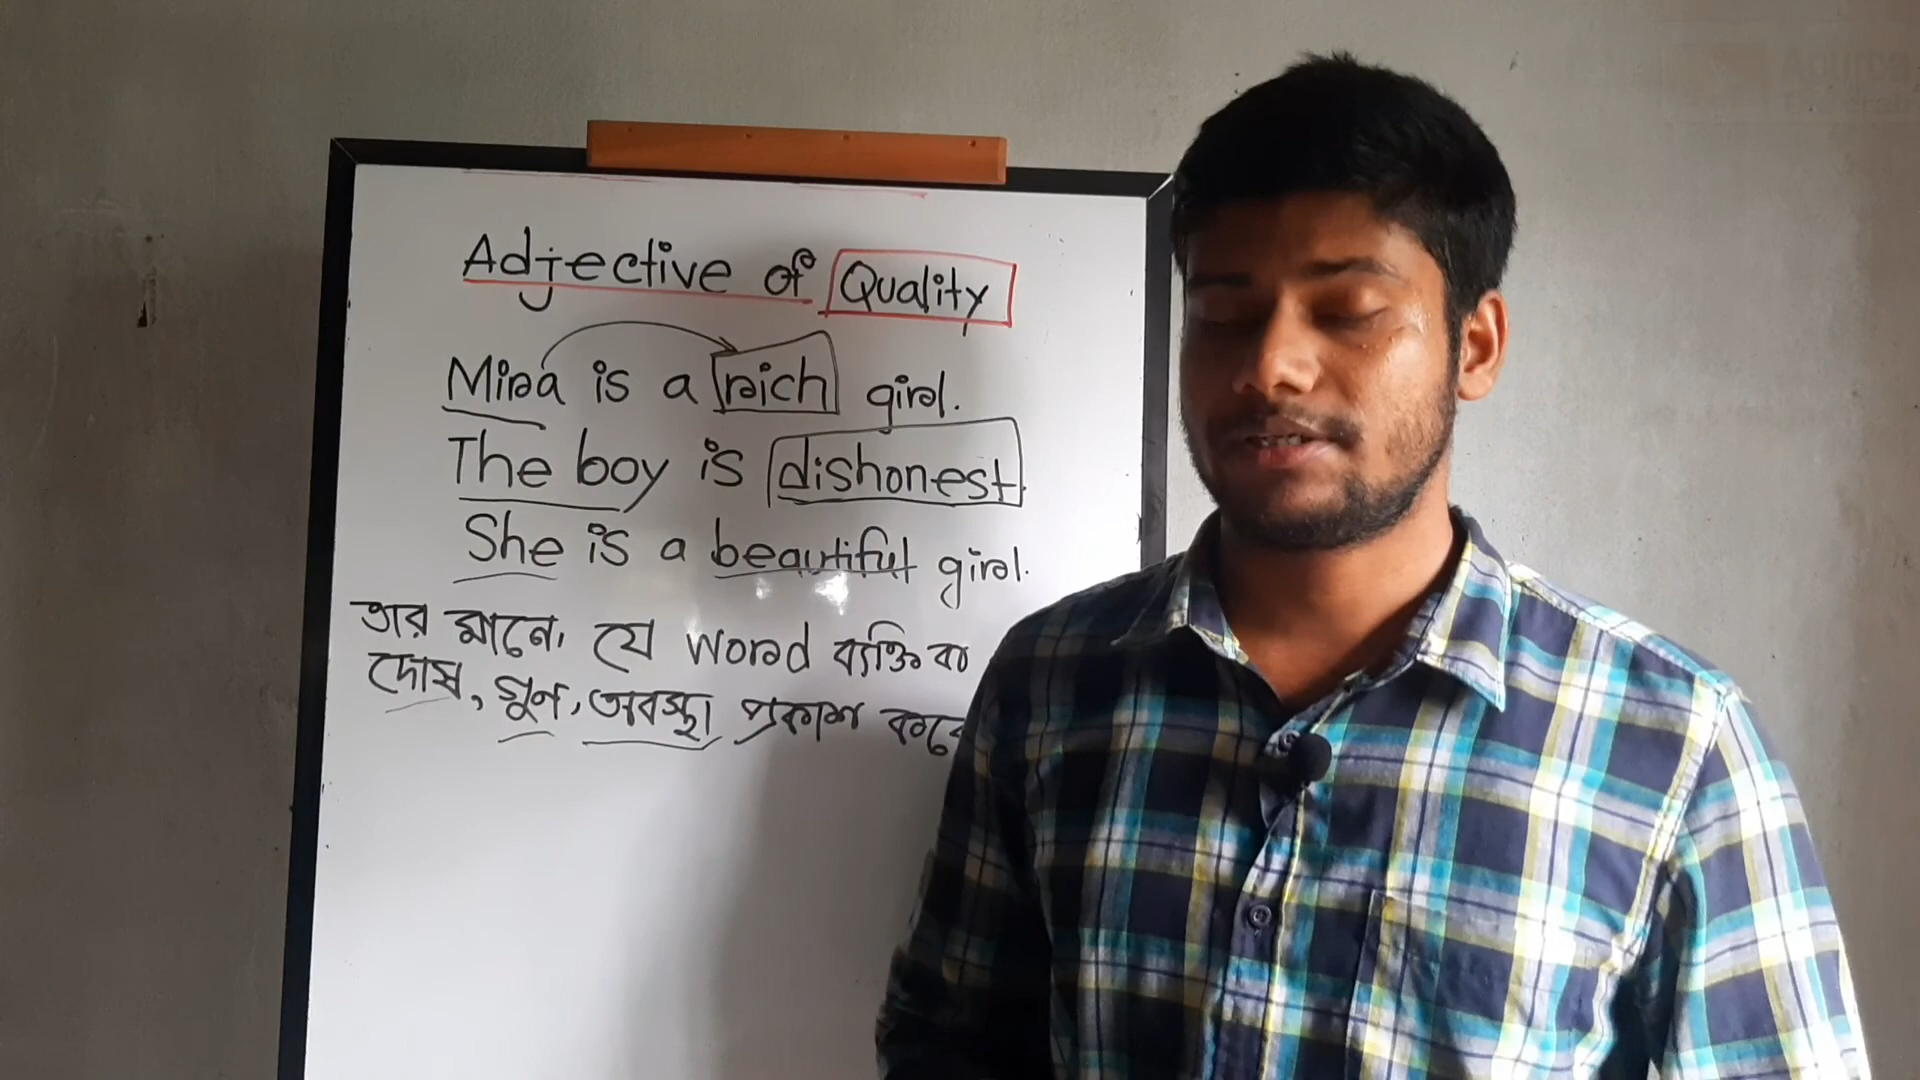 Adjective of Quality
Mira is a rich girl.
The boy is dishonest.
She is a beautiful girl.
তার মানে, যে word ব্যক্তি বা
দোষ, গুন, অবস্থা প্রকাশ করে